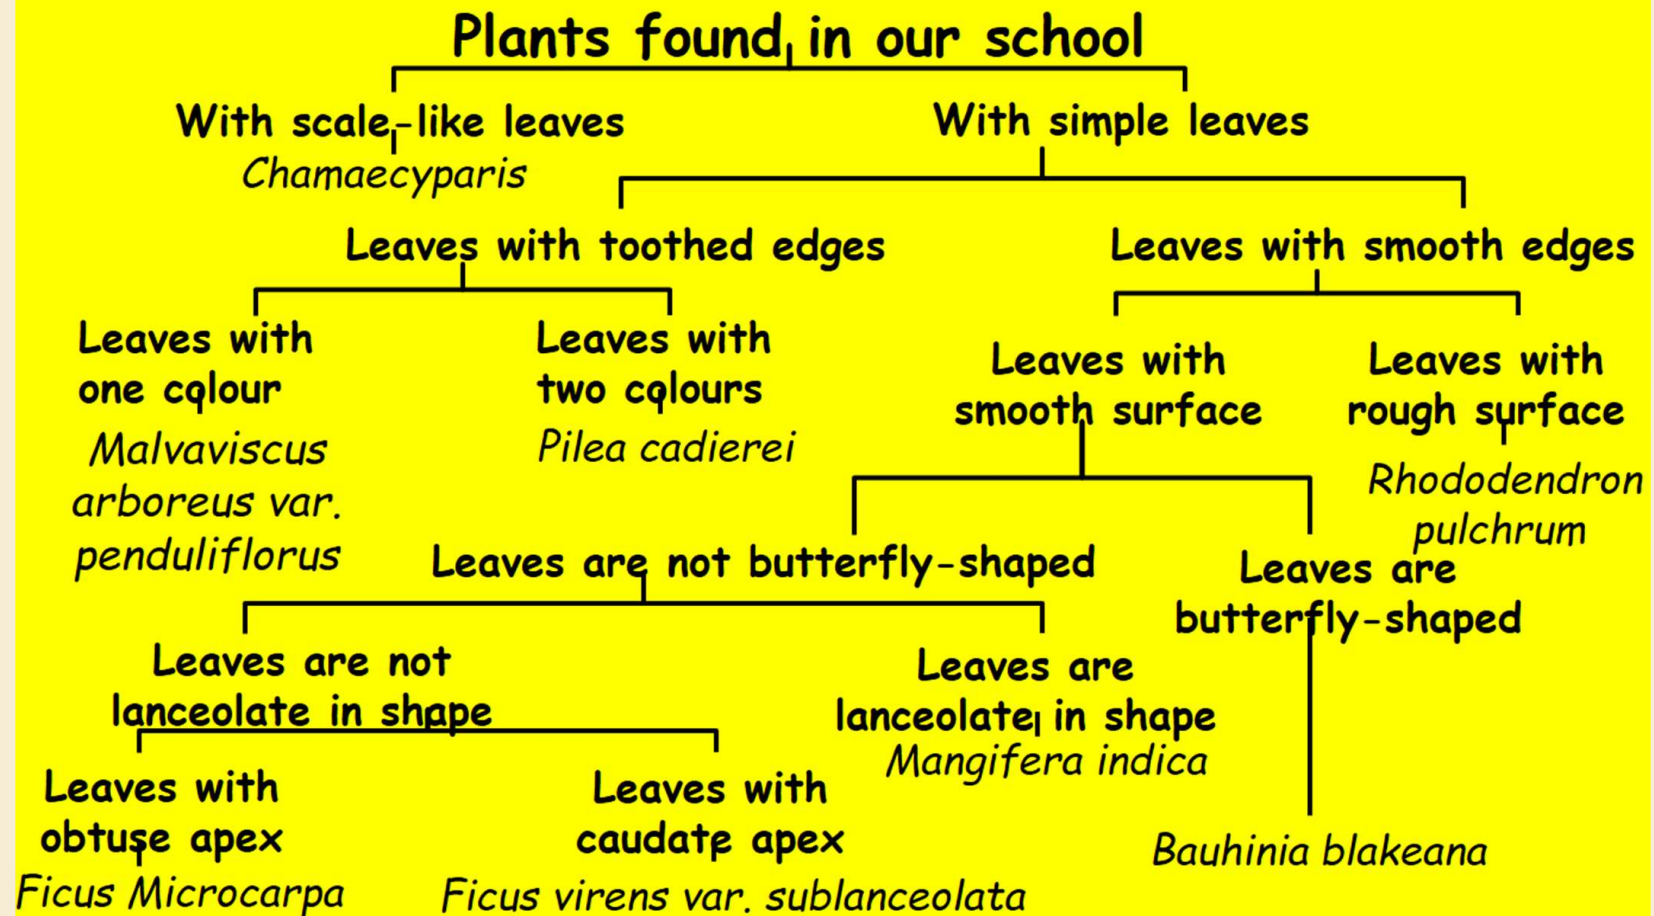 Plants found in our school
With scale-like leaves
With simple leaves
Chamaecyparis
Leaves with toothed edges
Leaves with smooth edges
Leaves with
one colour
Leaves with
two colours
Leaves with
smooth surface
Leaves with
rough surface
Malvaviscus
arboreus var.
penduliflorus
Pilea cadierei
Rhododendron
pulchrum
Leaves are not butterfly-shaped
Leaves are
butterfly-shaped
Leaves are not
lanceolate in shape
Leaves are
lanceolate in shape
Mangifera indica
Leaves with
obtuse apex
Leaves with
caudate apex
Bauhinia blakeana
Ficus Microcarpa
Ficus virens var. sublanceolata